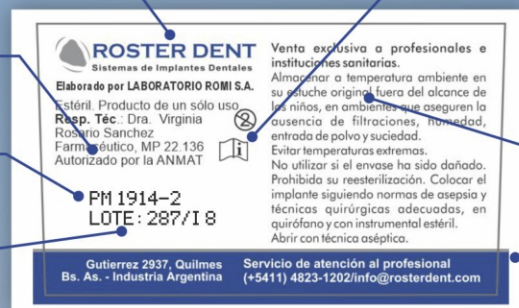 ROSTER DENT
Sistemas de Implantes Dentales
Elaborado por LABORATORIO ROMI S.A.
Estéril. Producto de un sólo uso
Resp. Téc.: Dra. Virginia
Rosario Sanchez
Farmacéutico, MP 22.136
Autorizado por la ANMAT
2
i
PM 1914-2
LOTE: 287/I 8
Venta exclusiva a profesionales e
instituciones sanitarias.
Almacenar a temperatura ambiente en
su estuche original fuera del alcance de
los niños, en ambientes que aseguren la
ausencia de filtraciones, humedad,
entrada de polvo y suciedad.
Evitar temperaturas extremas.
No utilizar si el envase ha sido dañado.
Prohibida su reesterilización. Colocar el
implante siguiendo normas de asepsia y
técnicas quirúrgicas adecuadas, en
quirófano y con instrumental estéril.
Abrir con técnica aséptica.
Gutierrez 2937, Quilmes
Bs. As. - Industria Argentina
Servicio de atención al profesional
(+5411) 4823-1202/info@rosterdent.com